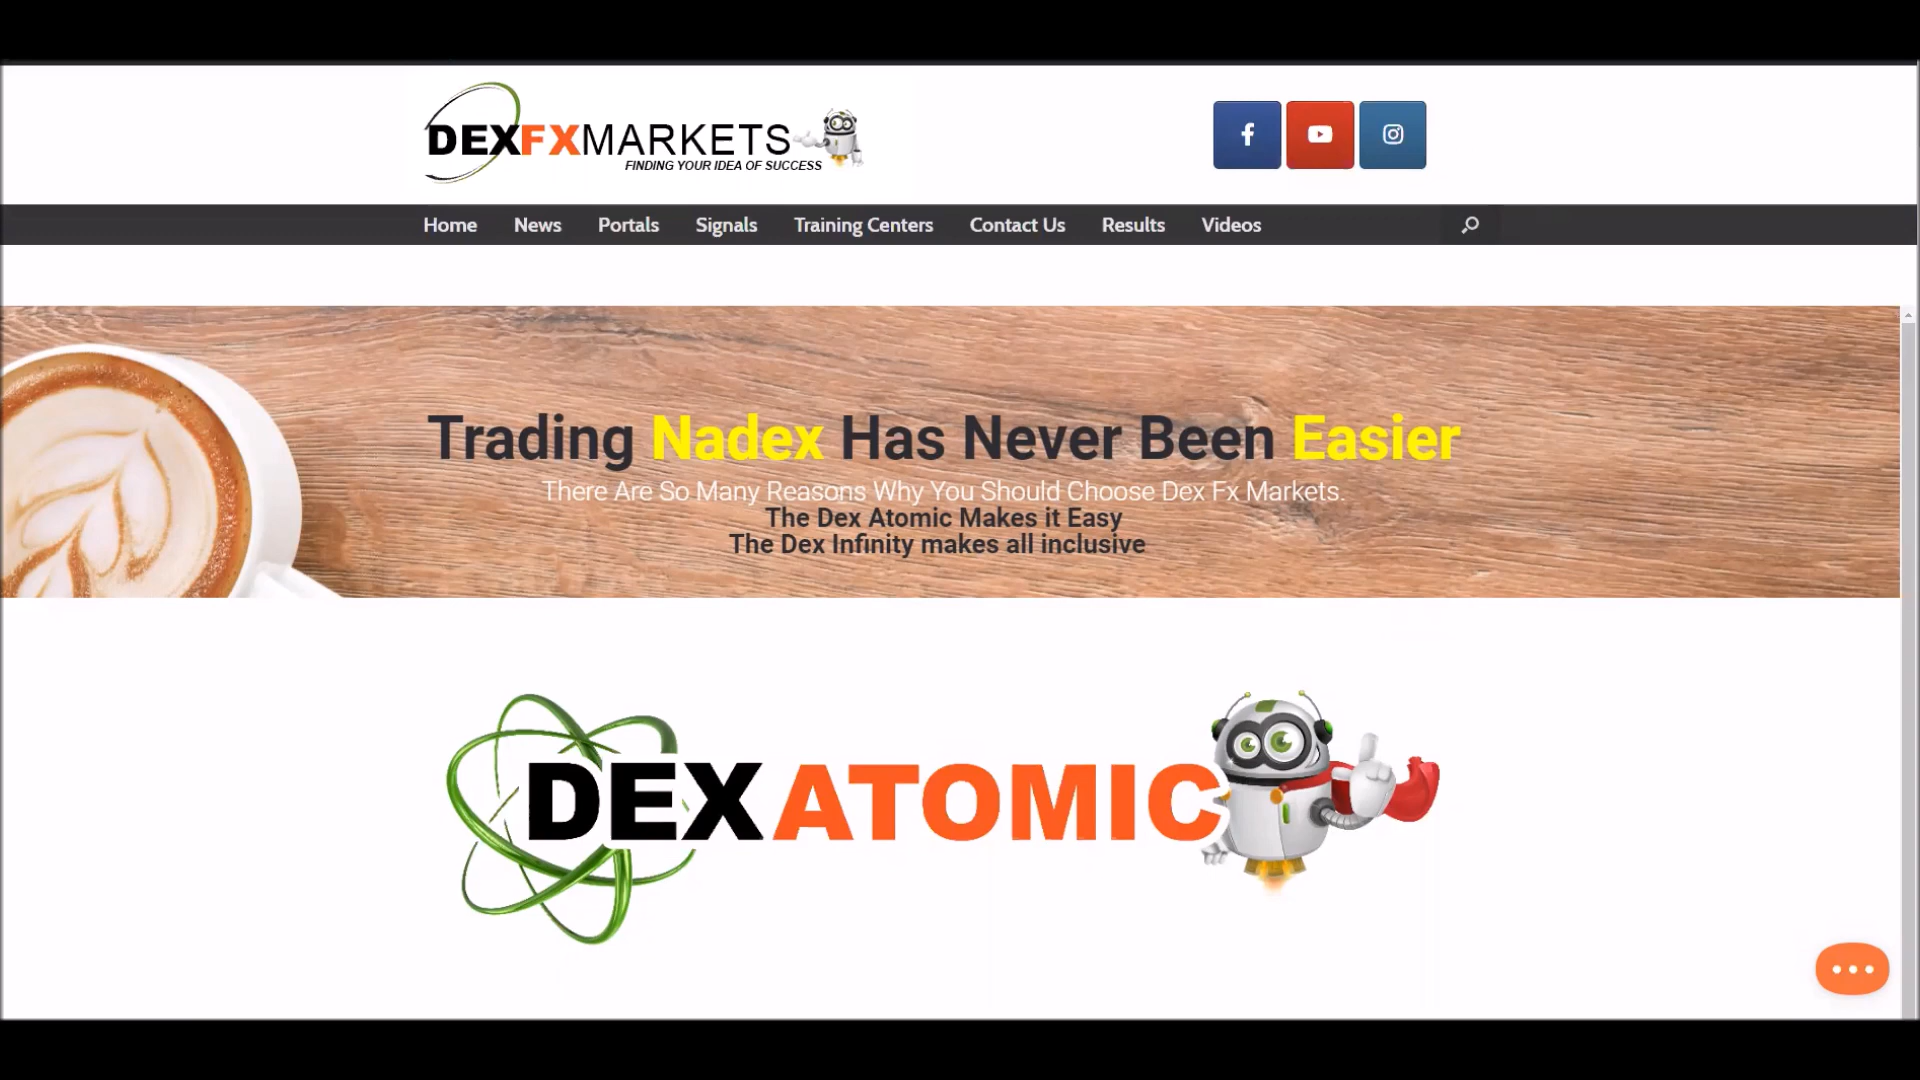 DEXFXMARKETS
FINDING YOUR IDEA OF SUCCESS
Home News Portals Signals Training Centers Contact Us Results Videos
Trading Nadex Has Never Been Easier
There Are So Many Reasons Why You Should Choose Dex Fx Markets.
The Dex Atomic Makes it Easy
The Dex Infinity makes all inclusive
DEX ATOMIC